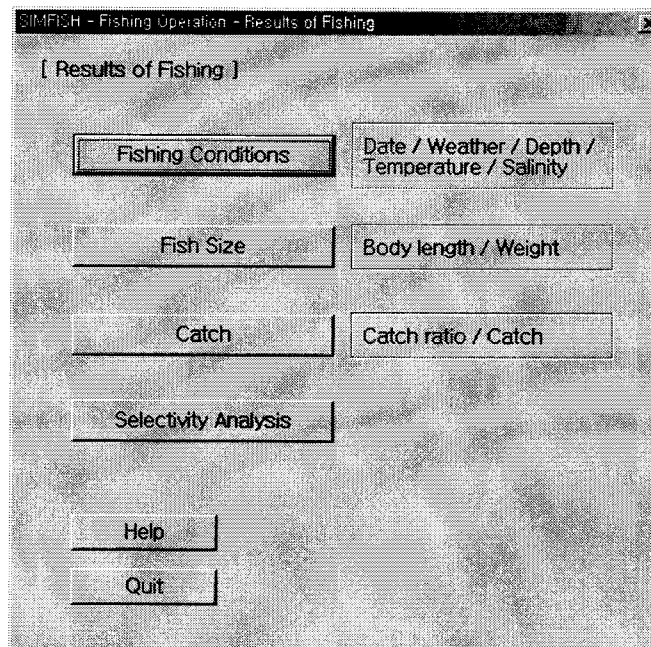 SIMFISH - Fishing Operation - Results of Fishing
[ Results of Fishing ]
Fishing Conditions
Date / Weather / Depth /
Temperature / Salinity
Fish Size
Body length / Weight
Catch
Catch ratio / Catch
Selectivity Analysis
Help
Quit